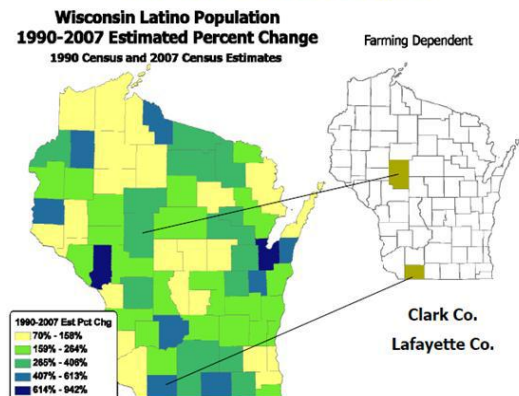 Wisconsin Latino Population
1990-2007 Estimated Percent Change
1990 Census and 2007 Census Estimates
Farming Dependent
1990-2007 Est Pct Chg
70% - 158%
159% - 264%
265% - 406%
407% - 613%
614% - 942%
Clark Co.
Lafayette Co.